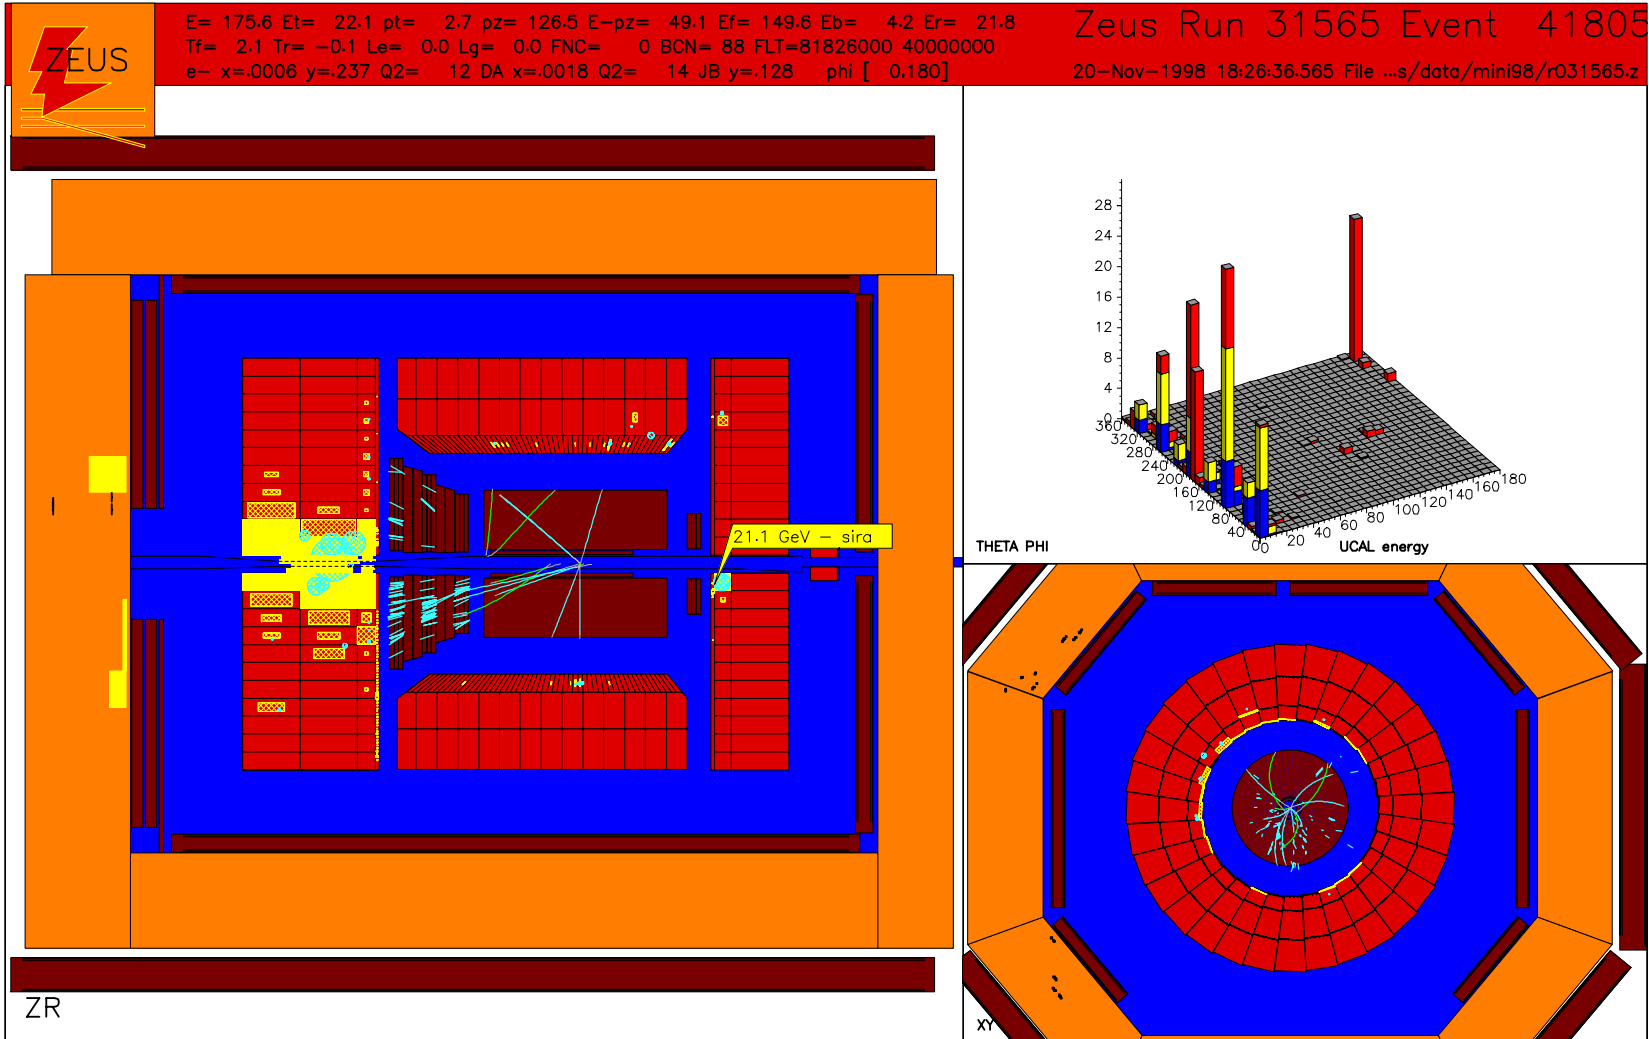 ZEUS
E= 175.6 Et= 22.1 pt= 2.7 pz= 126.5 E-pz= 49.1 Ef= 149.6 Eb= 4.2 Er= 21.8
Tf= 2.1 Tr= -0.1 Le= 0.0 Lg= 0.0 FNC= 0 BCN= 88 FLT=81826000 40000000
e- x=.0006 y=.237 Q2= 12 DA x=.0018 Q2= 14 JB y=.128 phi [ 0.180]
Zeus Run 31565 Event 41805
20-Nov-1998 18:26:36.565 File ...s/data/mini98/r031565.z
21.1 GeV - sira
ZR
28
24
20
16
12
8
4
0
360
320
280
240
200
160
120
80
40
0
0
20
40
60
80
100
120
140
160
180
THETA PHI
UCAL energy
XY